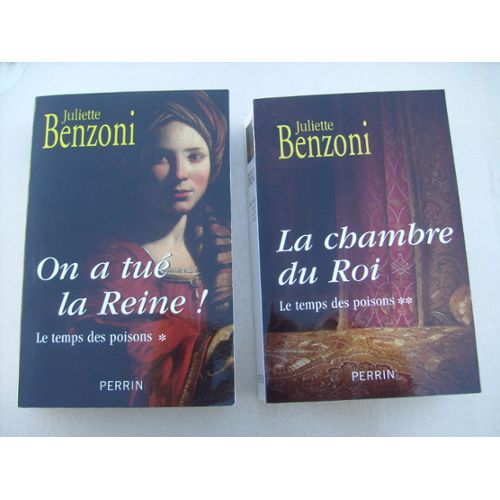 Juliette
Benzoni
On a tué
la Reine !
Le temps des poisons *
PERRIN
Juliette
Benzoni
La chambre
du Roi
Le temps des poisons **
PERRIN